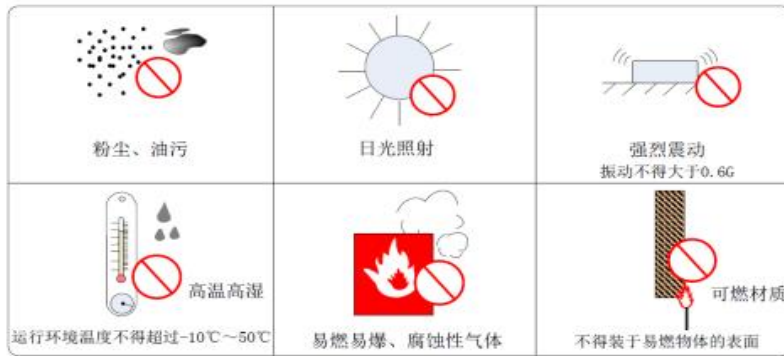 粉尘、油污
日光照射
强烈震动
振动不得大于0.6G
高温高湿
运行环境温度不得超过-10℃～50℃
易燃易爆、腐蚀性气体
可燃材质
不得装于易燃物体的表面